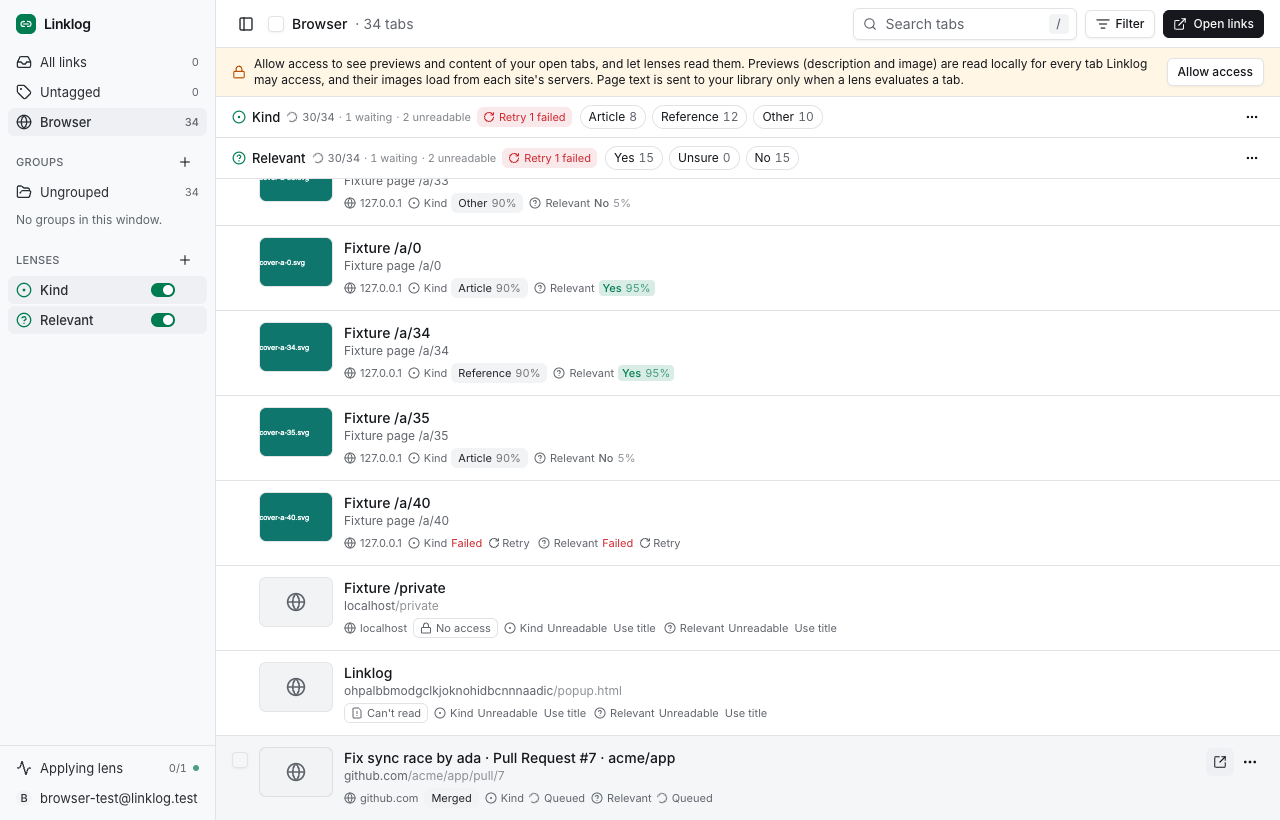 Linklog
All links 0
Untagged 0
Browser 34
GROUPS
Ungrouped 34
No groups in this window.
LENSES
Kind
Relevant
Applying lens 0/1
B browser-test@linklog.test
Browser · 34 tabs
Search tabs /
Filter
Open links
Allow access to see previews and content of your open tabs, and let lenses read them. Previews (description and image) are read locally for every tab Linklog
may access, and their images load from each site's servers. Page text is sent to your library only when a lens evaluates a tab.
Allow access
Kind 30/34 · 1 waiting · 2 unreadable Retry 1 failed Article 8 Reference 12 Other 10
Relevant 30/34 · 1 waiting · 2 unreadable Retry 1 failed Yes 15 Unsure 0 No 15
Fixture page /a/33
127.0.0.1 Kind Other 90% Relevant No 5%
cover-a-0.svg
Fixture /a/0
Fixture page /a/0
127.0.0.1 Kind Article 90% Relevant Yes 95%
cover-a-34.svg
Fixture /a/34
Fixture page /a/34
127.0.0.1 Kind Reference 90% Relevant Yes 95%
cover-a-35.svg
Fixture /a/35
Fixture page /a/35
127.0.0.1 Kind Article 90% Relevant No 5%
cover-a-40.svg
Fixture /a/40
Fixture page /a/40
127.0.0.1 Kind Failed Retry Relevant Failed Retry
Fixture /private
localhost/private
localhost No access Kind Unreadable Use title Relevant Unreadable Use title
Linklog
ohpalbbmodgclkjoknohidbcnnnaadic/popup.html
Can't read Kind Unreadable Use title Relevant Unreadable Use title
Fix sync race by ada · Pull Request #7 · acme/app
github.com/acme/app/pull/7
github.com Merged Kind Queued Relevant Queued